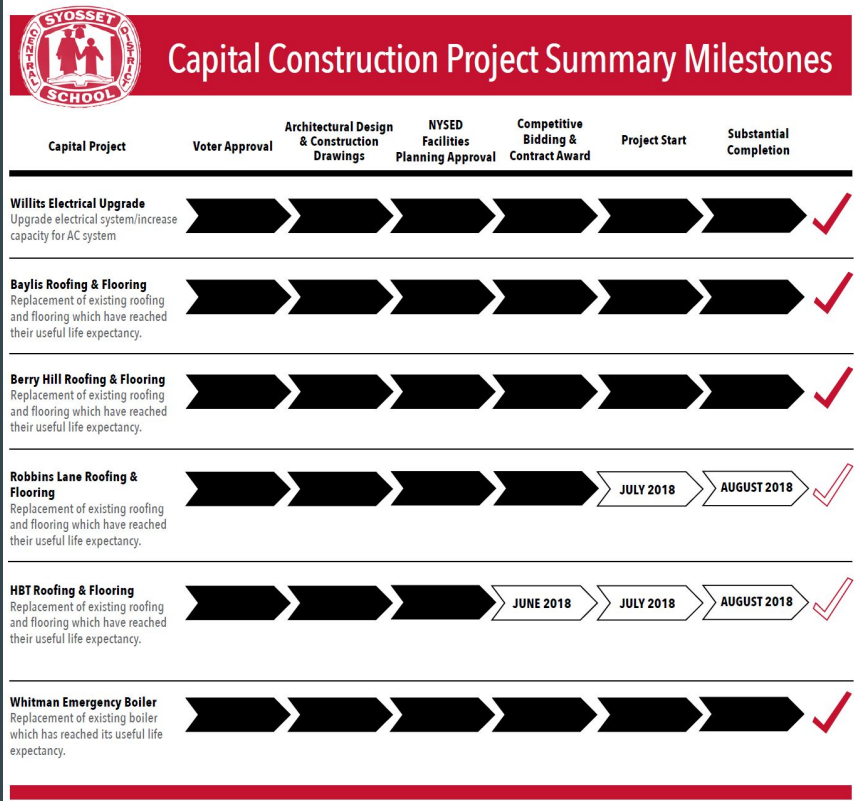 SYOSSET
CENTRAL
DISTRICT
SCHOOL
Capital Construction Project Summary Milestones
Capital Project
Voter Approval
Architectural Design
& Construction
Drawings
NYSED
Facilities
Planning Approval
Competitive
Bidding &
Contract Award
Project Start
Substantial
Completion
Willits Electrical Upgrade
Upgrade electrical system/increase
capacity for AC system
Baylis Roofing & Flooring
Replacement of existing roofing
and flooring which have reached
their useful life expectancy.
Berry Hill Roofing & Flooring
Replacement of existing roofing
and flooring which have reached
their useful life expectancy.
Robbins Lane Roofing &
Flooring
Replacement of existing roofing
and flooring which have reached
their useful life expectancy.
JULY 2018
AUGUST 2018
HBT Roofing & Flooring
Replacement of existing roofing
and flooring which have reached
their useful life expectancy.
JUNE 2018
JULY 2018
AUGUST 2018
Whitman Emergency Boiler
Replacement of existing boiler
which has reached its useful life
expectancy.